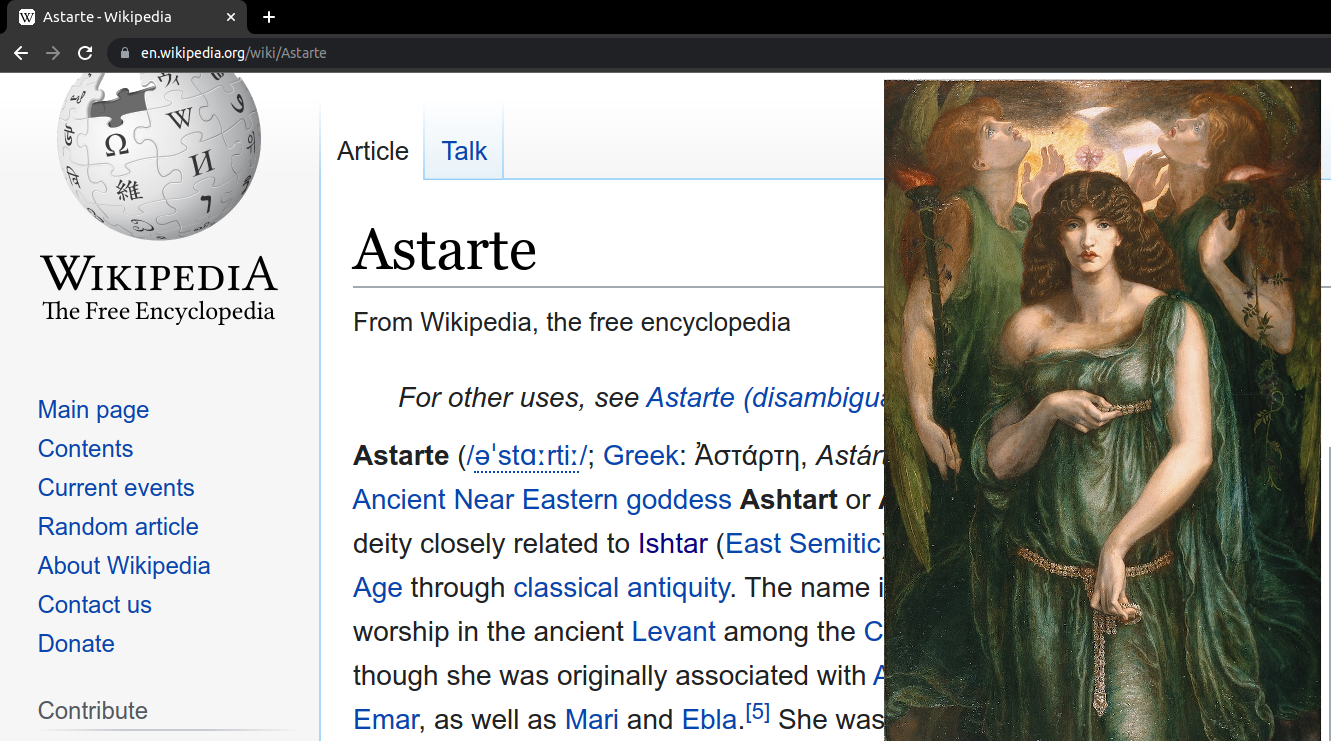 Astarte - Wikipedia
en.wikipedia.org/wiki/Astarte
Ω W И 維 7
WIKIPEDIA
The Free Encyclopedia
Main page
Contents
Current events
Random article
About Wikipedia
Contact us
Donate
Contribute
Article Talk
Astarte
From Wikipedia, the free encyclopedia
For other uses, see Astarte (disambigua
Astarte (/əˈstɑːrtiː/; Greek: Ἀστάρτη, Astár
Ancient Near Eastern goddess Ashtart or
deity closely related to Ishtar (East Semitic)
Age through classical antiquity. The name i
worship in the ancient Levant among the C
though she was originally associated with A
Emar, as well as Mari and Ebla.[5] She was